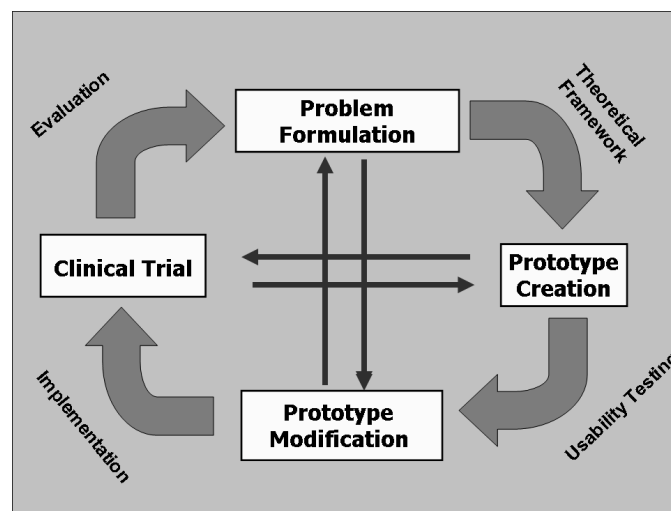 Evaluation
Problem
Formulation
Theoretical
Framework
Clinical Trial
Prototype
Creation
Implementation
Prototype
Modification
Usability Testing